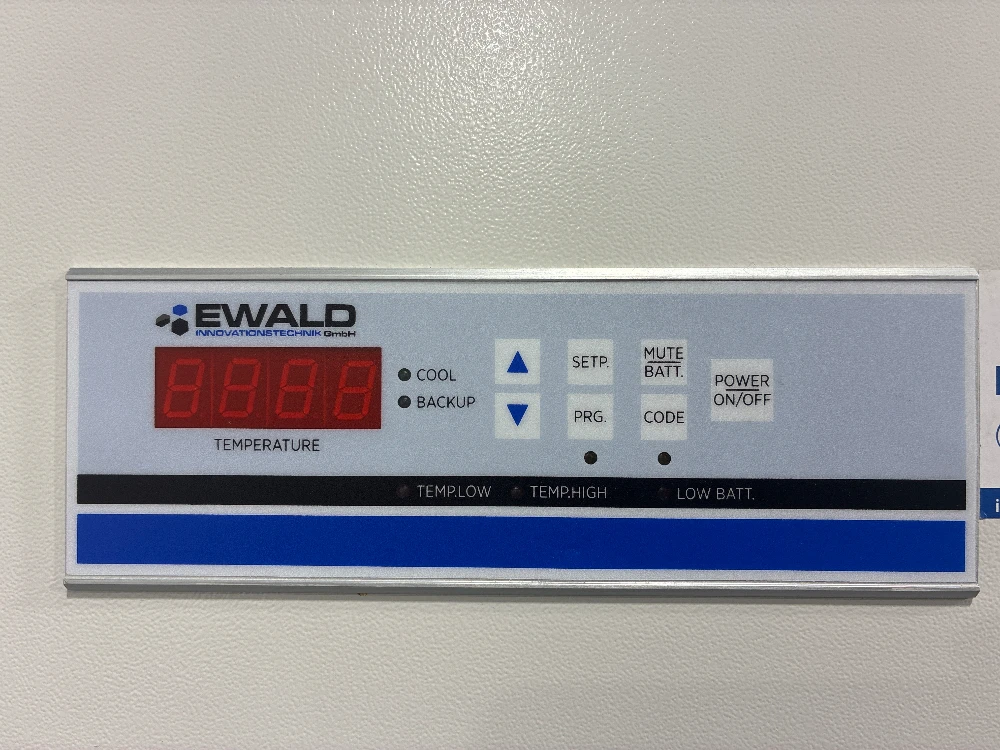 EWALD
INNOVATIONSTECHNIK GmbH
COOL
BACKUP
TEMPERATURE
SETP.
PRG.
MUTE
BATT.
CODE
POWER
ON/OFF
TEMP.LOW
TEMP.HIGH
LOW BATT.